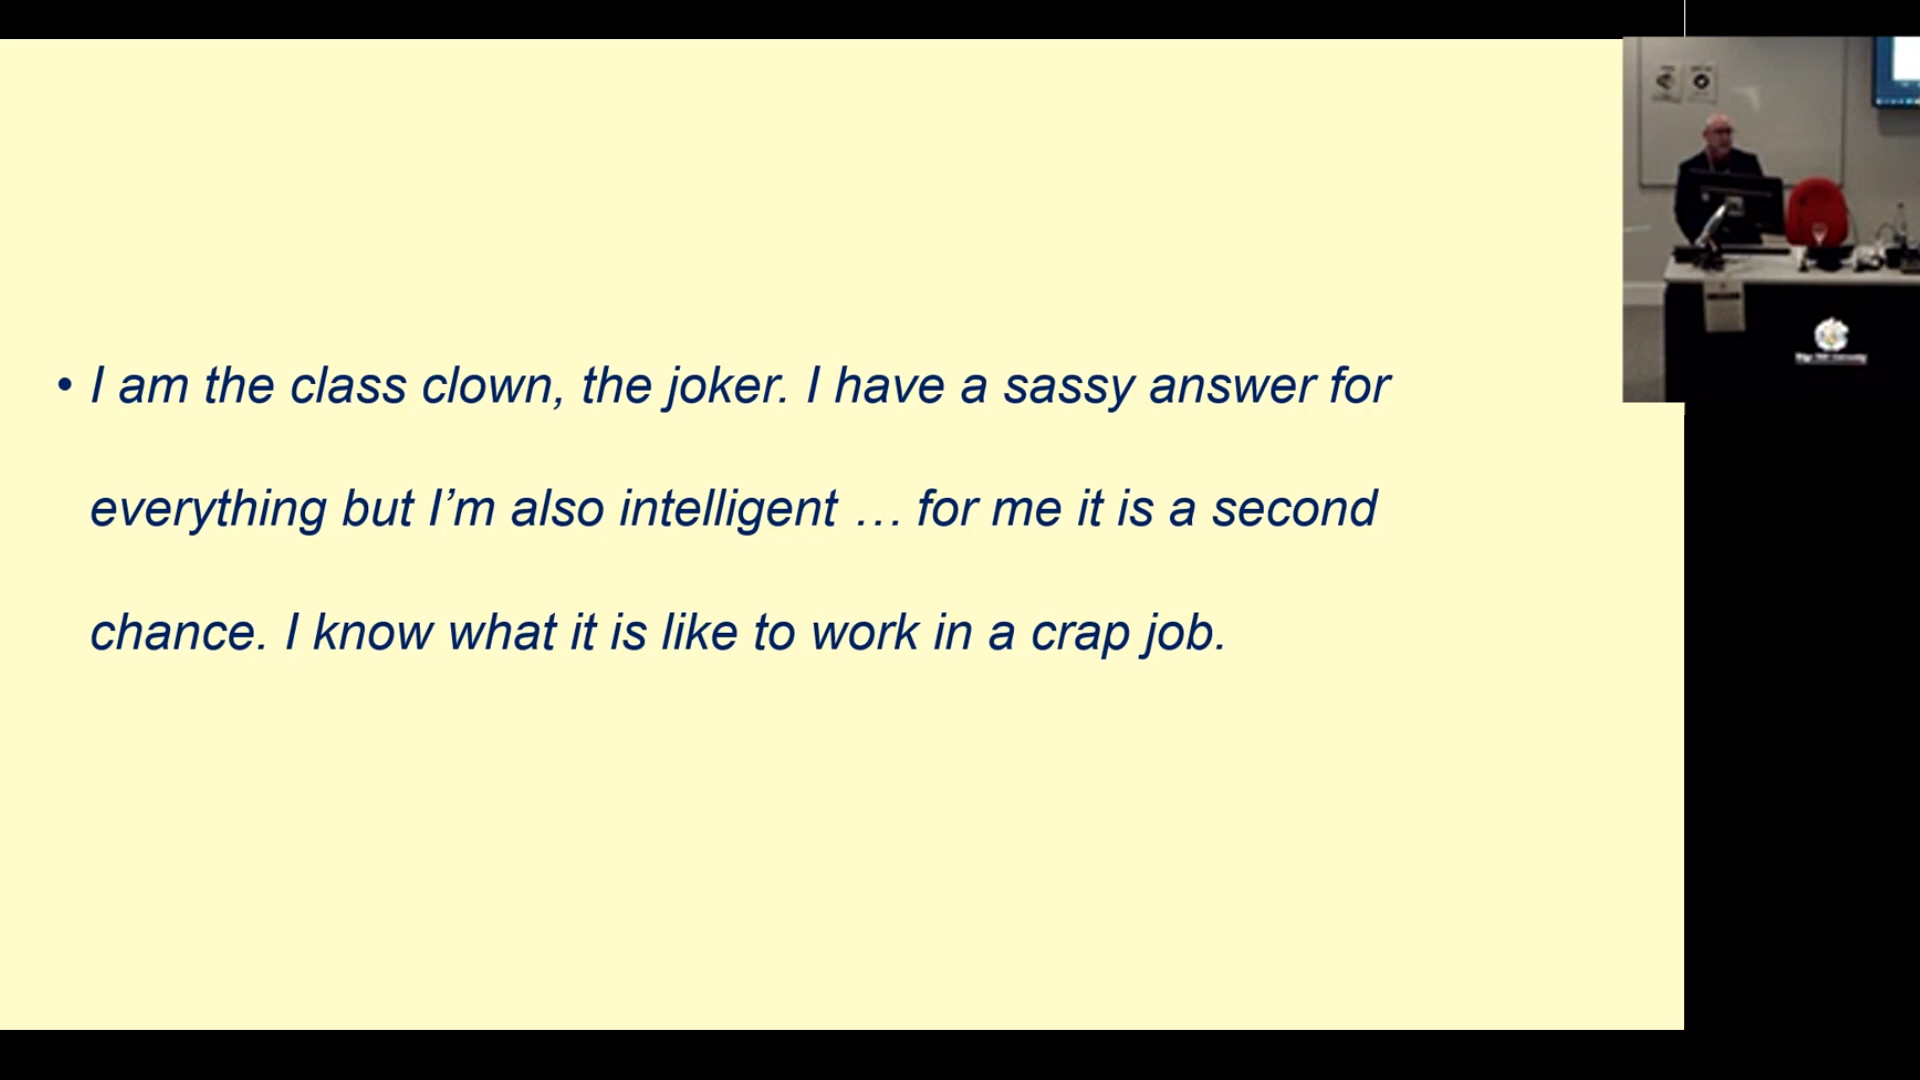 • I am the class clown, the joker. I have a sassy answer for
everything but I’m also intelligent … for me it is a second
chance. I know what it is like to work in a crap job.